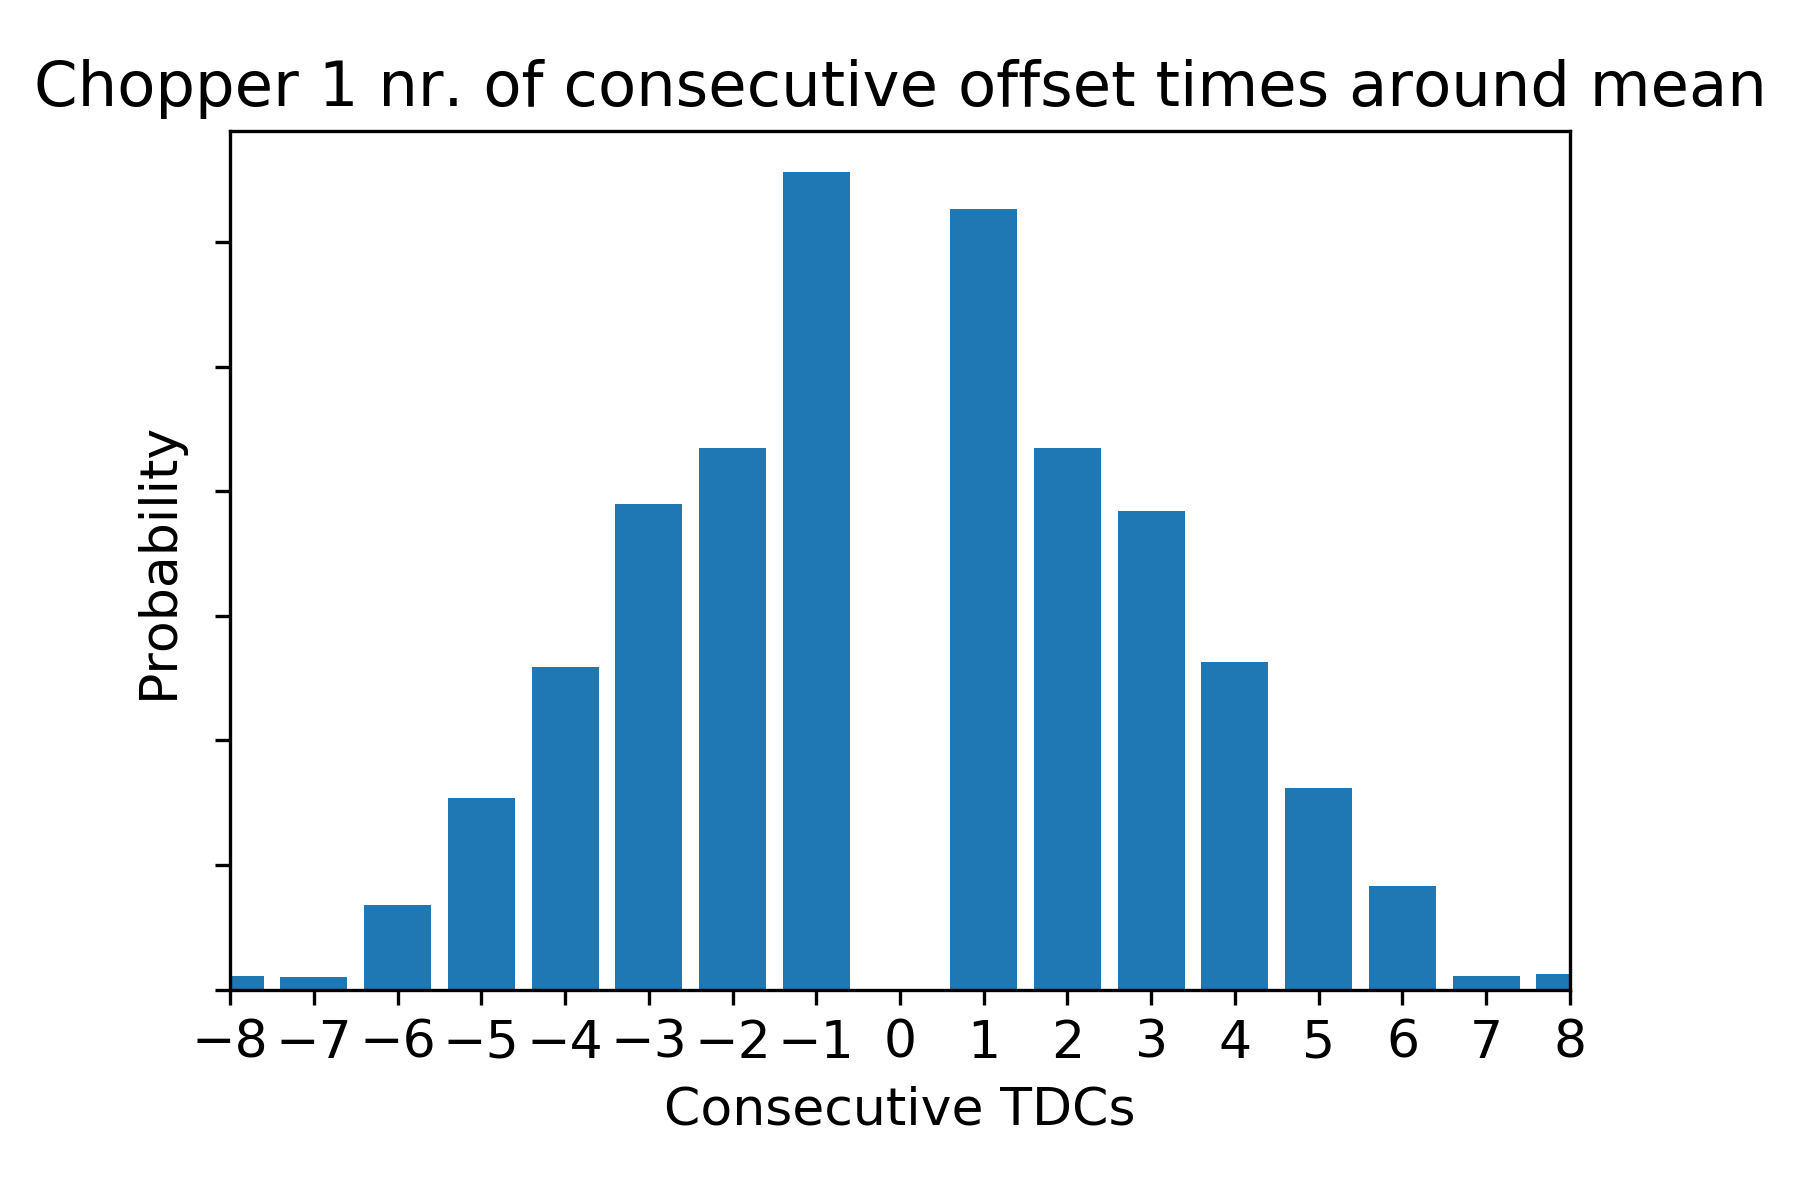 Chopper 1 nr. of consecutive offset times around mean
Probability
−8 −7 −6 −5 −4 −3 −2 −1 0 1 2 3 4 5 6 7 8
Consecutive TDCs